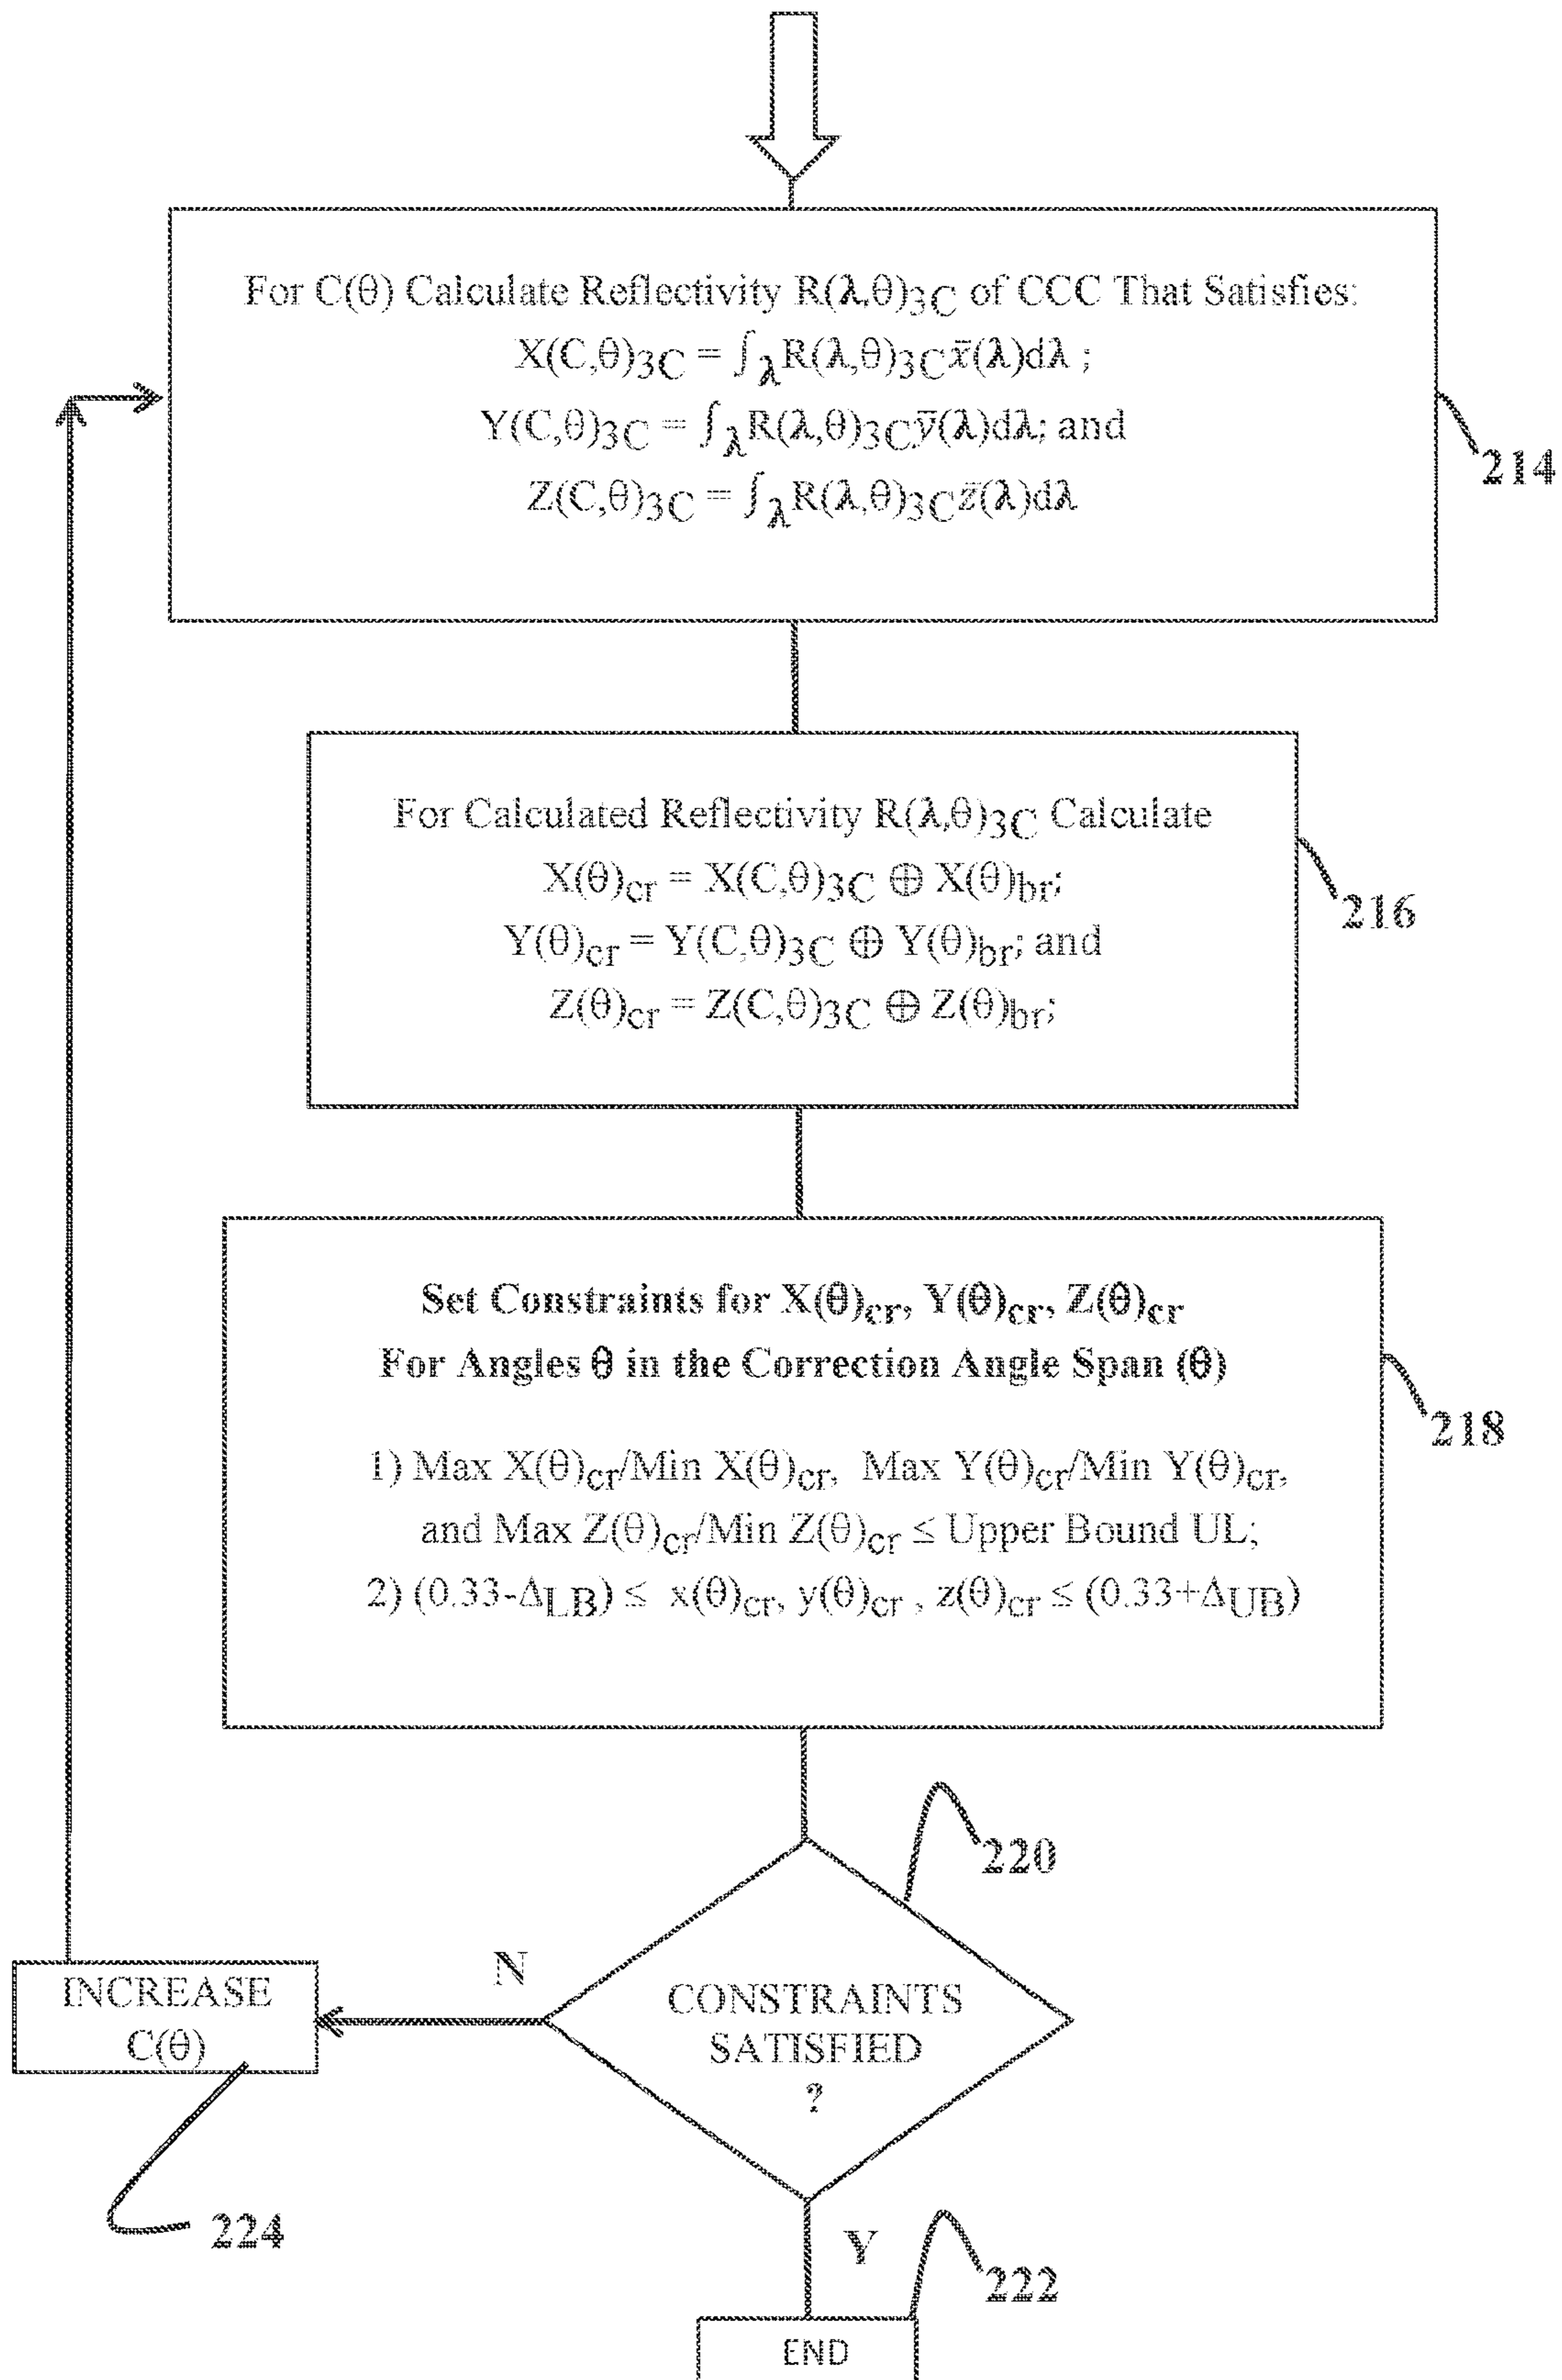 For C(θ) Calculate Reflectivity R(λ,θ)3C of CCC That Satisfies:
X(C,θ)3C = ∫λR(λ,θ)3Cx̄(λ)dλ ;
Y(C,θ)3C = ∫λR(λ,θ)3Cȳ(λ)dλ; and
Z(C,θ)3C = ∫λR(λ,θ)3Cz̄(λ)dλ
214
For Calculated Reflectivity R(λ,θ)3C Calculate
X(θ)cr = X(C,θ)3C ⊕ X(θ)br;
Y(θ)cr = Y(C,θ)3C ⊕ Y(θ)br; and
Z(θ)cr = Z(C,θ)3C ⊕ Z(θ)br;
216
Set Constraints for X(θ)cr, Y(θ)cr, Z(θ)cr
For Angles θ in the Correction Angle Span (θ)
1) Max X(θ)cr/Min X(θ)cr, Max Y(θ)cr/Min Y(θ)cr,
and Max Z(θ)cr/Min Z(θ)cr ≤ Upper Bound UL;
2) (0.33-ΔLB) ≤ x(θ)cr, y(θ)cr , z(θ)cr ≤ (0.33+ΔUB)
218
220
CONSTRAINTS
SATISFIED
?
N
INCREASE
C(θ)
224
Y
222
END